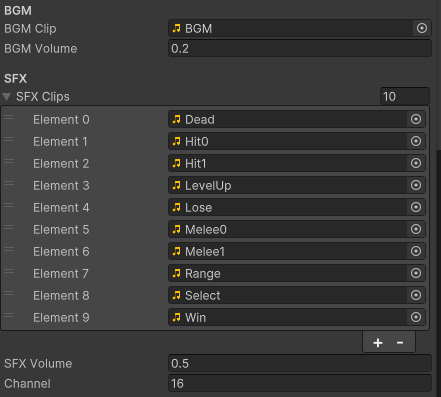 BGM
BGM Clip BGM
BGM Volume 0.2
SFX
SFX Clips 10
Element 0 Dead
Element 1 Hit0
Element 2 Hit1
Element 3 LevelUp
Element 4 Lose
Element 5 Melee0
Element 6 Melee1
Element 7 Range
Element 8 Select
Element 9 Win
+ -
SFX Volume 0.5
Channel 16